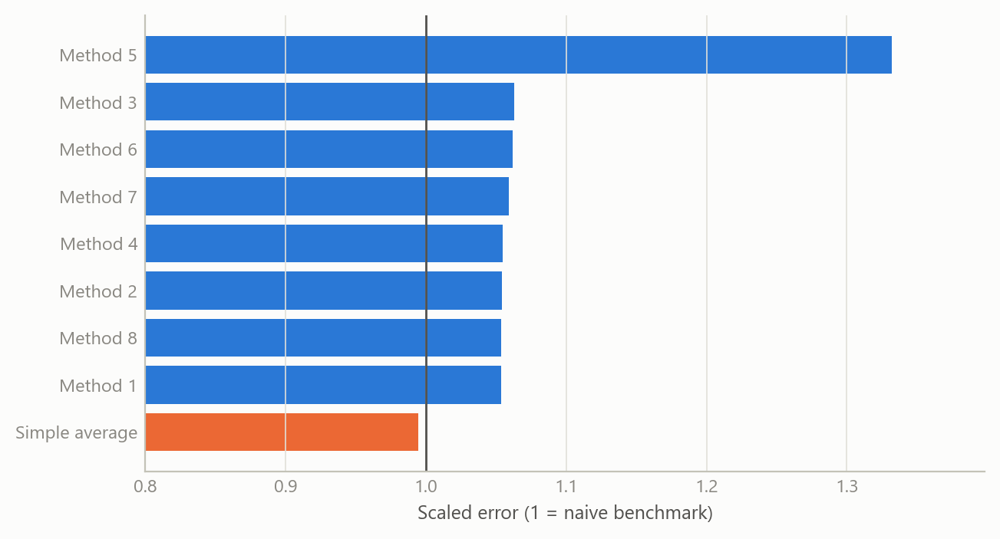 Method 5
Method 3
Method 6
Method 7
Method 4
Method 2
Method 8
Method 1
Simple average
0.8 0.9 1.0 1.1 1.2 1.3
Scaled error (1 = naive benchmark)